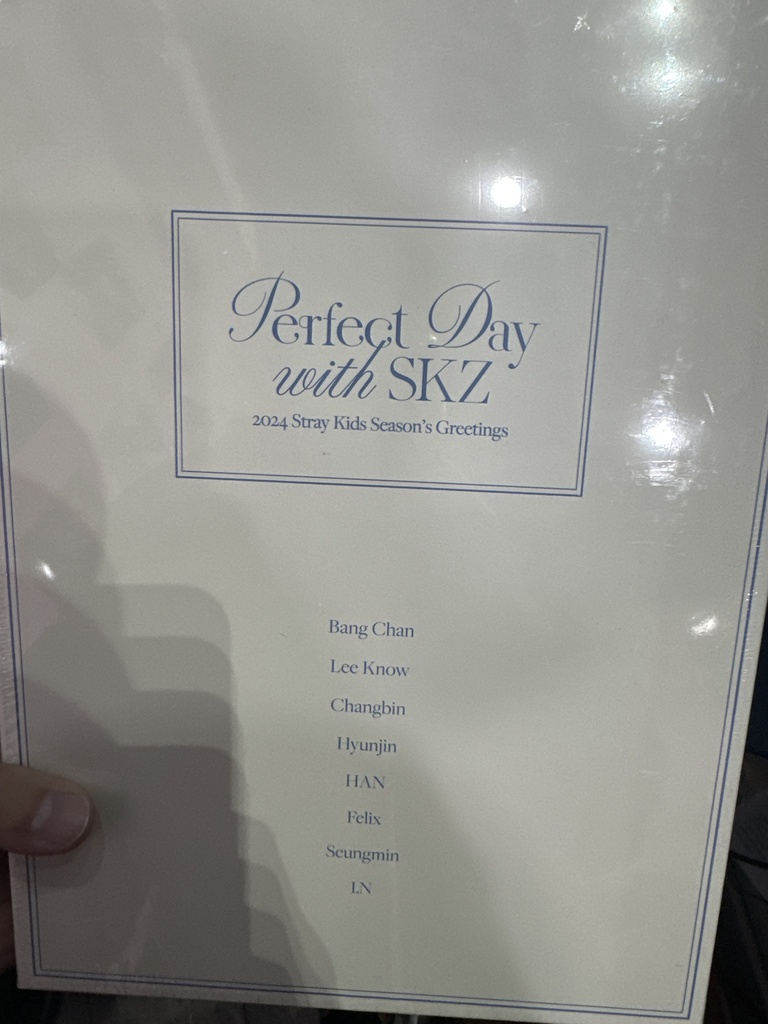 Perfect Day
with SKZ
2024 Stray Kids Season's Greetings
Bang Chan
Lee Know
Changbin
Hyunjin
HAN
Felix
Seungmin
I.N